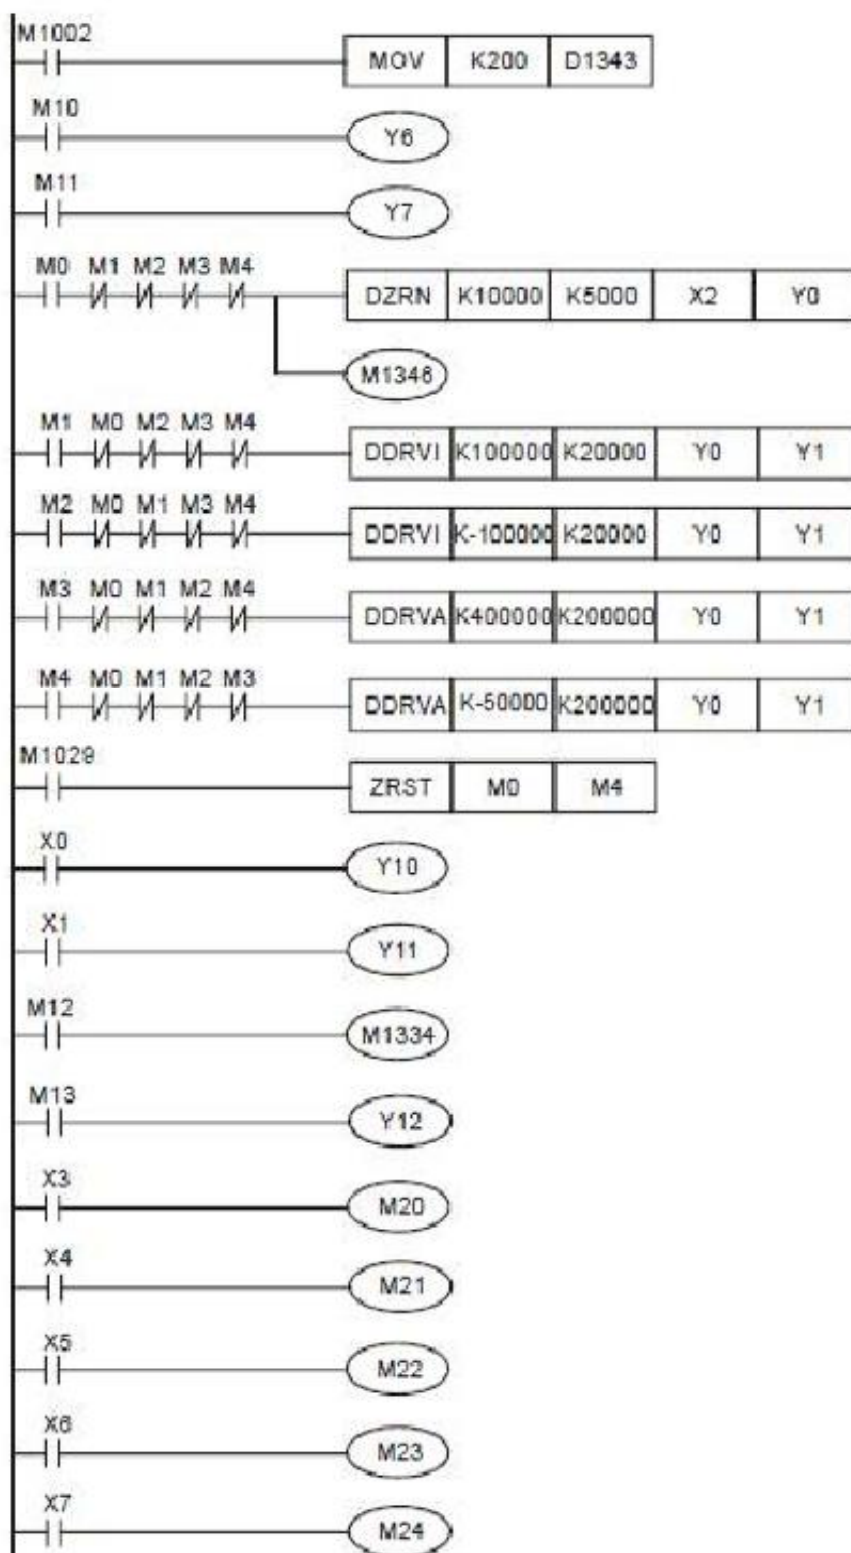 M1002
MOV K200 D1343
M10
Y6
M11
Y7
M0 M1 M2 M3 M4
DZRN K10000 K5000 X2 Y0
M1346
M1 M0 M2 M3 M4
DDRVI K100000 K20000 Y0 Y1
M2 M0 M1 M3 M4
DDRVI K-100000 K20000 Y0 Y1
M3 M0 M1 M2 M4
DDRVA K400000 K200000 Y0 Y1
M4 M0 M1 M2 M3
DDRVA K-50000 K200000 Y0 Y1
M1029
ZRST M0 M4
X0
Y10
X1
Y11
M12
M1334
M13
Y12
X3
M20
X4
M21
X5
M22
X6
M23
X7
M24